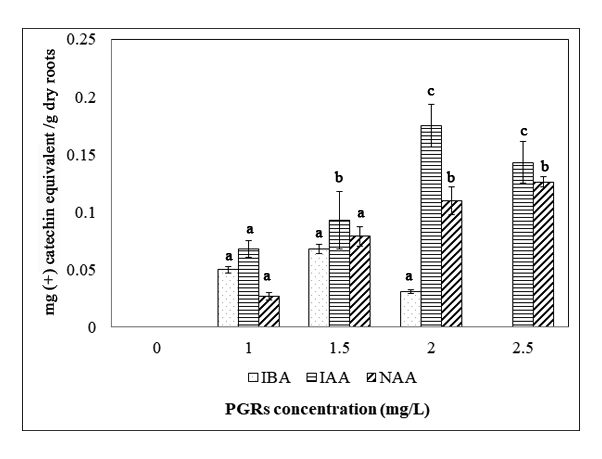 mg (+) catechin equivalent /g dry roots
0.25
0.2
0.15
0.1
0.05
0
a a a
a b a
a c b
c b
0 1 1.5 2 2.5
IBA IAA NAA
PGRs concentration (mg/L)